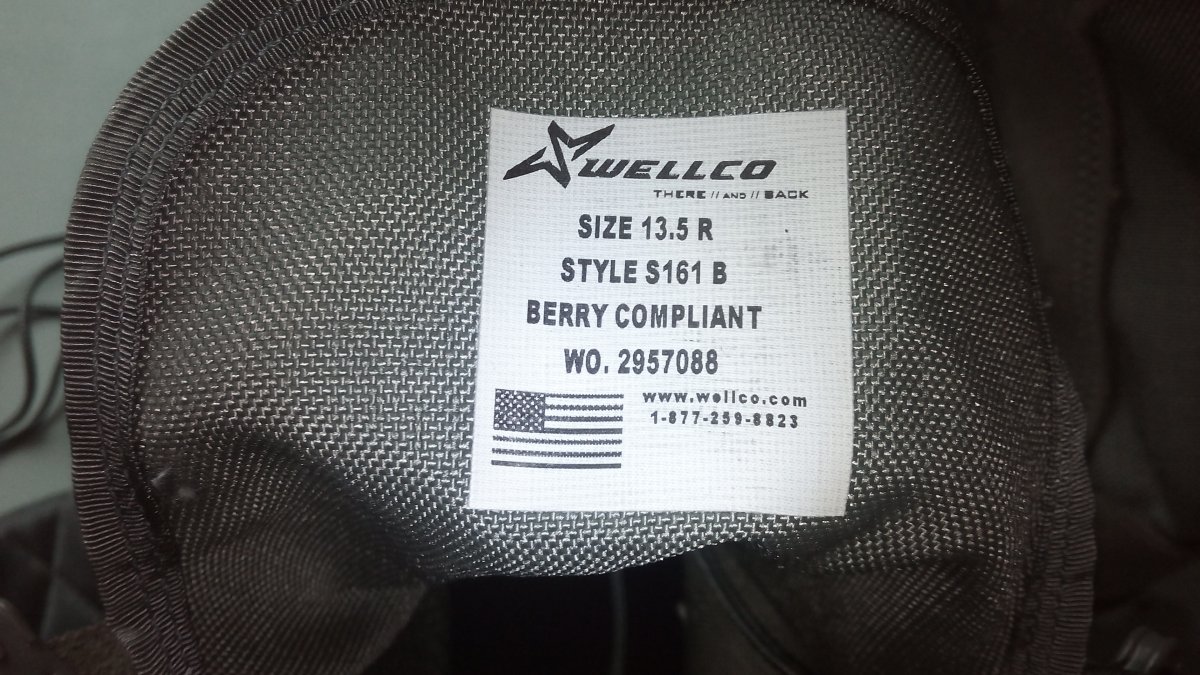 WELLCO
THERE // AND // BACK
SIZE 13.5 R
STYLE S161 B
BERRY COMPLIANT
WO. 2957088
www.wellco.com
1-877-259-8823